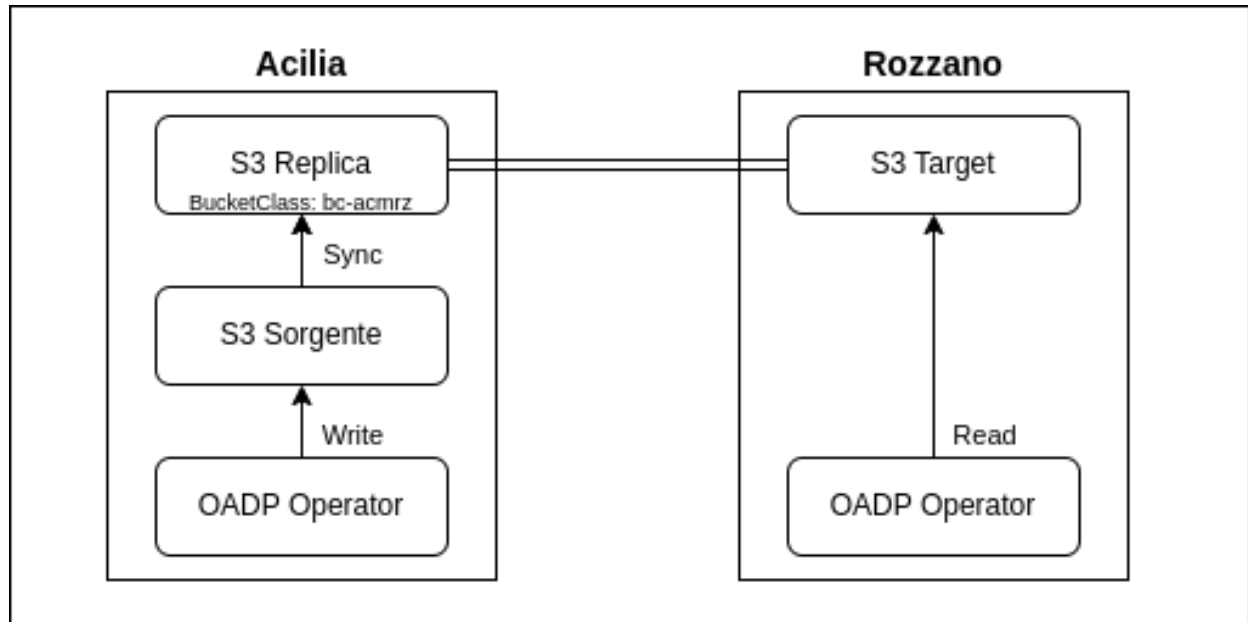 Acilia
Rozzano
S3 Replica
BucketClass: bc-acmrz
S3 Target
Sync
S3 Sorgente
Write
Read
OADP Operator
OADP Operator